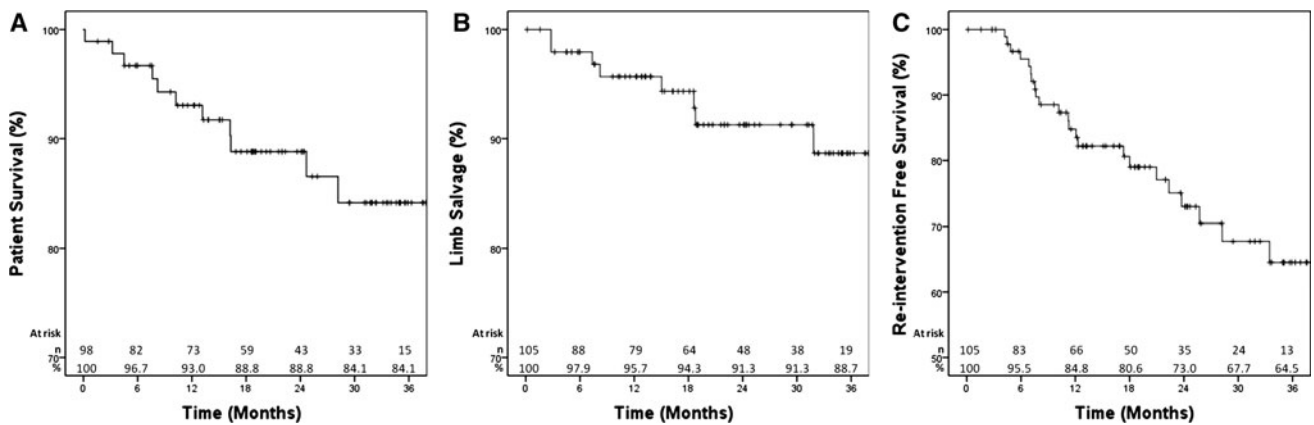 A
Patient Survival (%)
100
90
80
70
At risk
n 98 82 73 59 43 33 15
% 100 96.7 93.0 88.8 88.8 84.1 84.1
0 6 12 18 24 30 36
Time (Months)
B
Limb Salvage (%)
100
90
80
70
At risk
n 105 88 79 64 48 38 19
% 100 97.9 95.7 94.3 91.3 91.3 88.7
0 6 12 18 24 30 36
Time (Months)
C
Re-intervention Free Survival (%)
100
90
80
70
60
50
At risk
n 105 83 66 50 35 24 13
% 100 95.5 84.8 80.6 73.0 67.7 64.5
0 6 12 18 24 30 36
Time (Months)